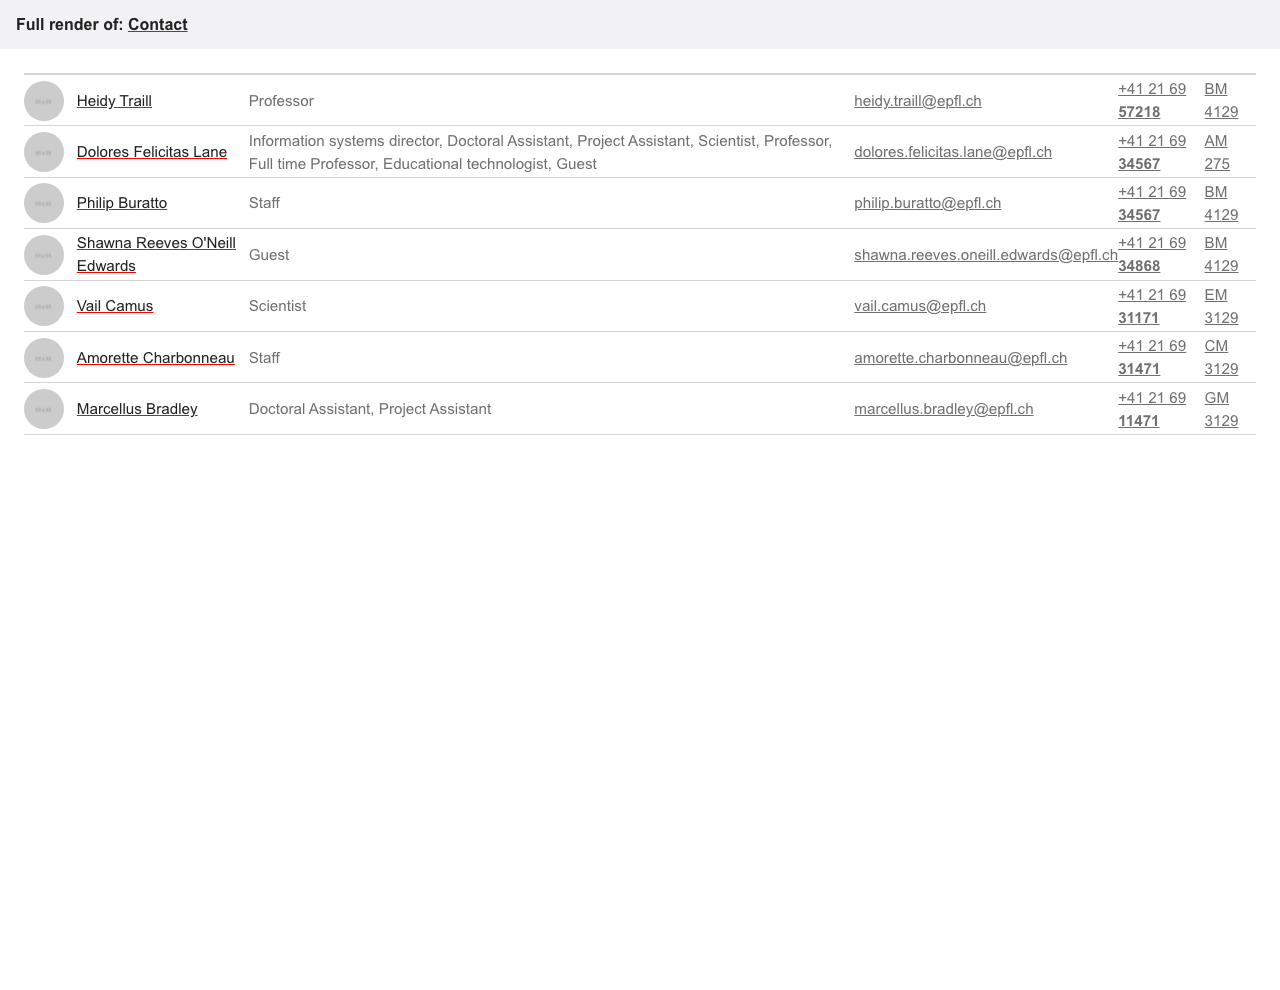 Full render of: Contact
Heidy Traill Professor heidy.traill@epfl.ch +41 21 69 57218 BM 4129
Dolores Felicitas Lane Information systems director, Doctoral Assistant, Project Assistant, Scientist, Professor, Full time Professor, Educational technologist, Guest dolores.felicitas.lane@epfl.ch +41 21 69 34567 AM 275
Philip Buratto Staff philip.buratto@epfl.ch +41 21 69 34567 BM 4129
Shawna Reeves O'Neill Edwards Guest shawna.reeves.oneill.edwards@epfl.ch +41 21 69 34868 BM 4129
Vail Camus Scientist vail.camus@epfl.ch +41 21 69 31171 EM 3129
Amorette Charbonneau Staff amorette.charbonneau@epfl.ch +41 21 69 31471 CM 3129
Marcellus Bradley Doctoral Assistant, Project Assistant marcellus.bradley@epfl.ch +41 21 69 11471 GM 3129